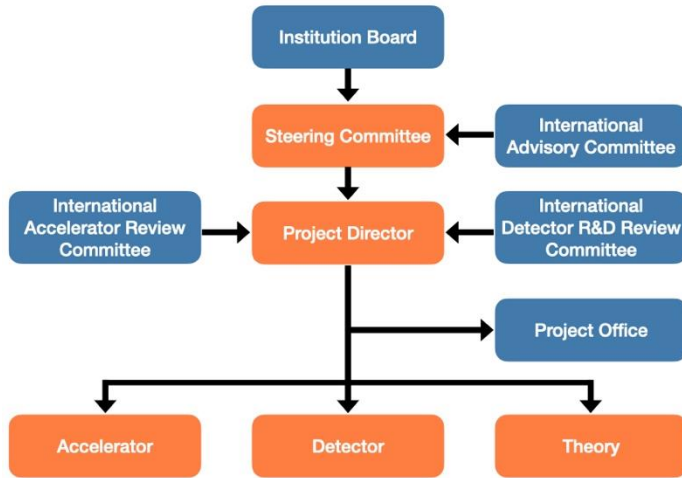 Institution Board
Steering Committee
International
Advisory Committee
International
Accelerator Review
Committee
Project Director
International
Detector R&D Review
Committee
Project Office
Accelerator
Detector
Theory